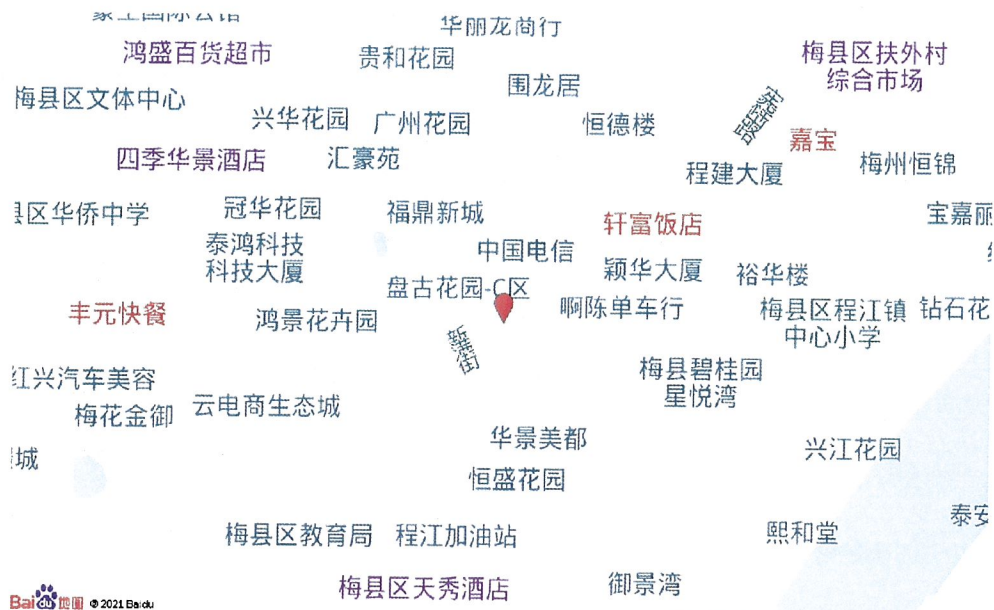 华丽龙商行
鸿盛百货超市
贵和花园
梅县区扶外村
综合市场
围龙居
梅县区文体中心
兴华花园
广州花园
恒德楼
宪梓路
嘉宝
四季华景酒店
汇豪苑
程建大厦
梅州恒锦
县区华侨中学
冠华花园
福鼎新城
轩富饭店
宝嘉丽
泰鸿科技
科技大厦
中国电信
颖华大厦
裕华楼
盘古花园-C区
丰元快餐
鸿景花卉园
啊陈单车行
梅县区程江镇
中心小学
钻石花
街
梅县碧桂园
星悦湾
红兴汽车美容
梅花金御
云电商生态城
华景美都
兴江花园
城
恒盛花园
泰安
梅县区教育局
程江加油站
熙和堂
梅县区天秀酒店
御景湾
Bai du 地图 © 2021 Baidu